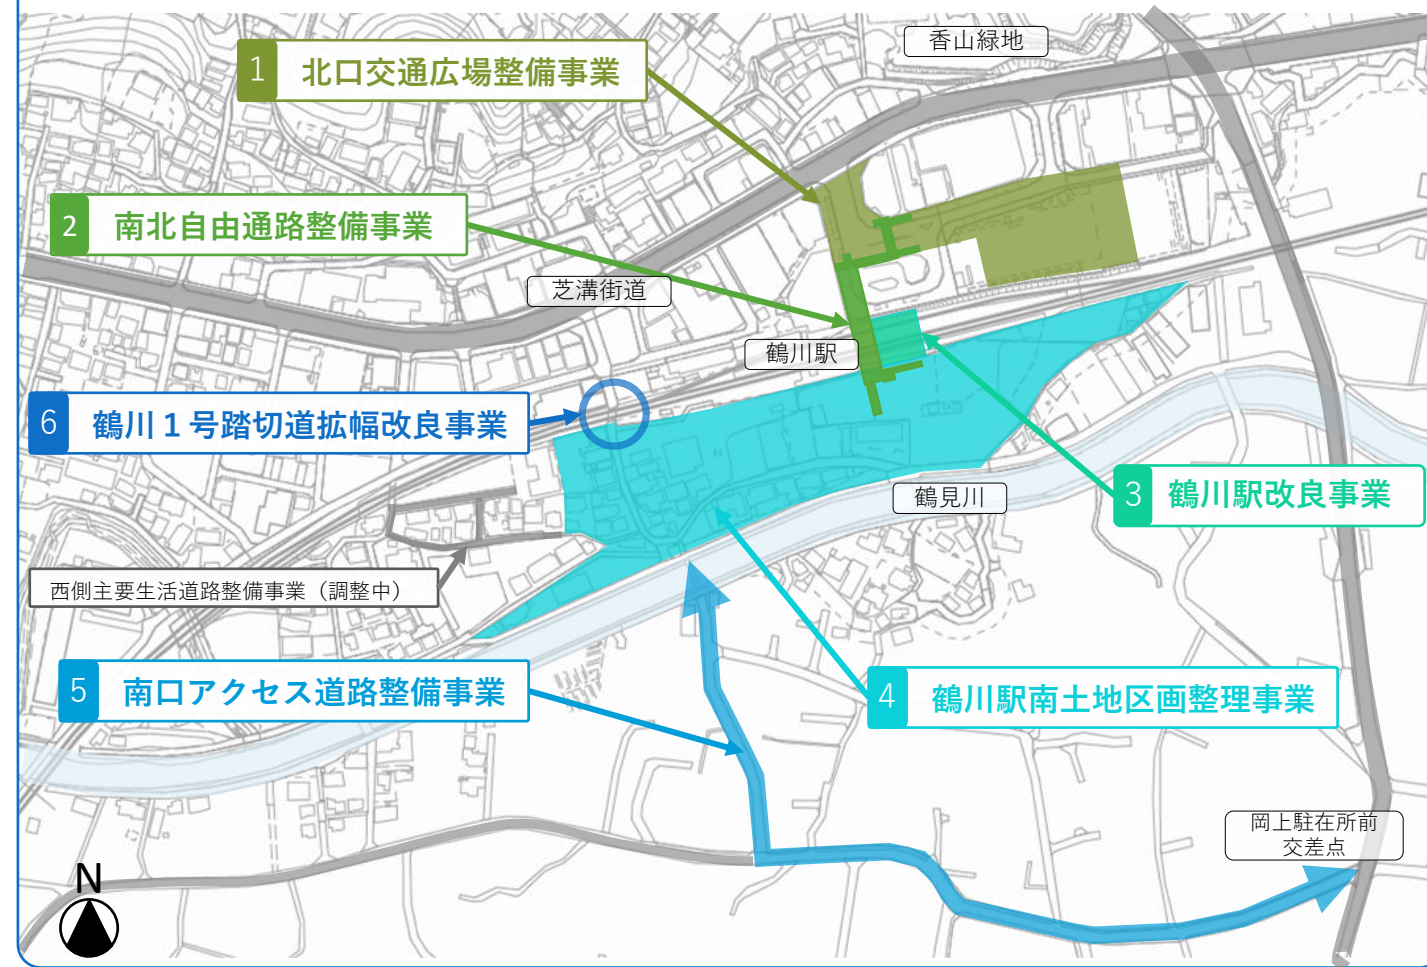 香山緑地
1 北口交通広場整備事業
2 南北自由通路整備事業
芝溝街道
鶴川駅
6 鶴川１号踏切道拡幅改良事業
3 鶴川駅改良事業
鶴見川
西側主要生活道路整備事業（調整中）
5 南口アクセス道路整備事業
4 鶴川駅南土地区画整理事業
岡上駐在所前
交差点
N